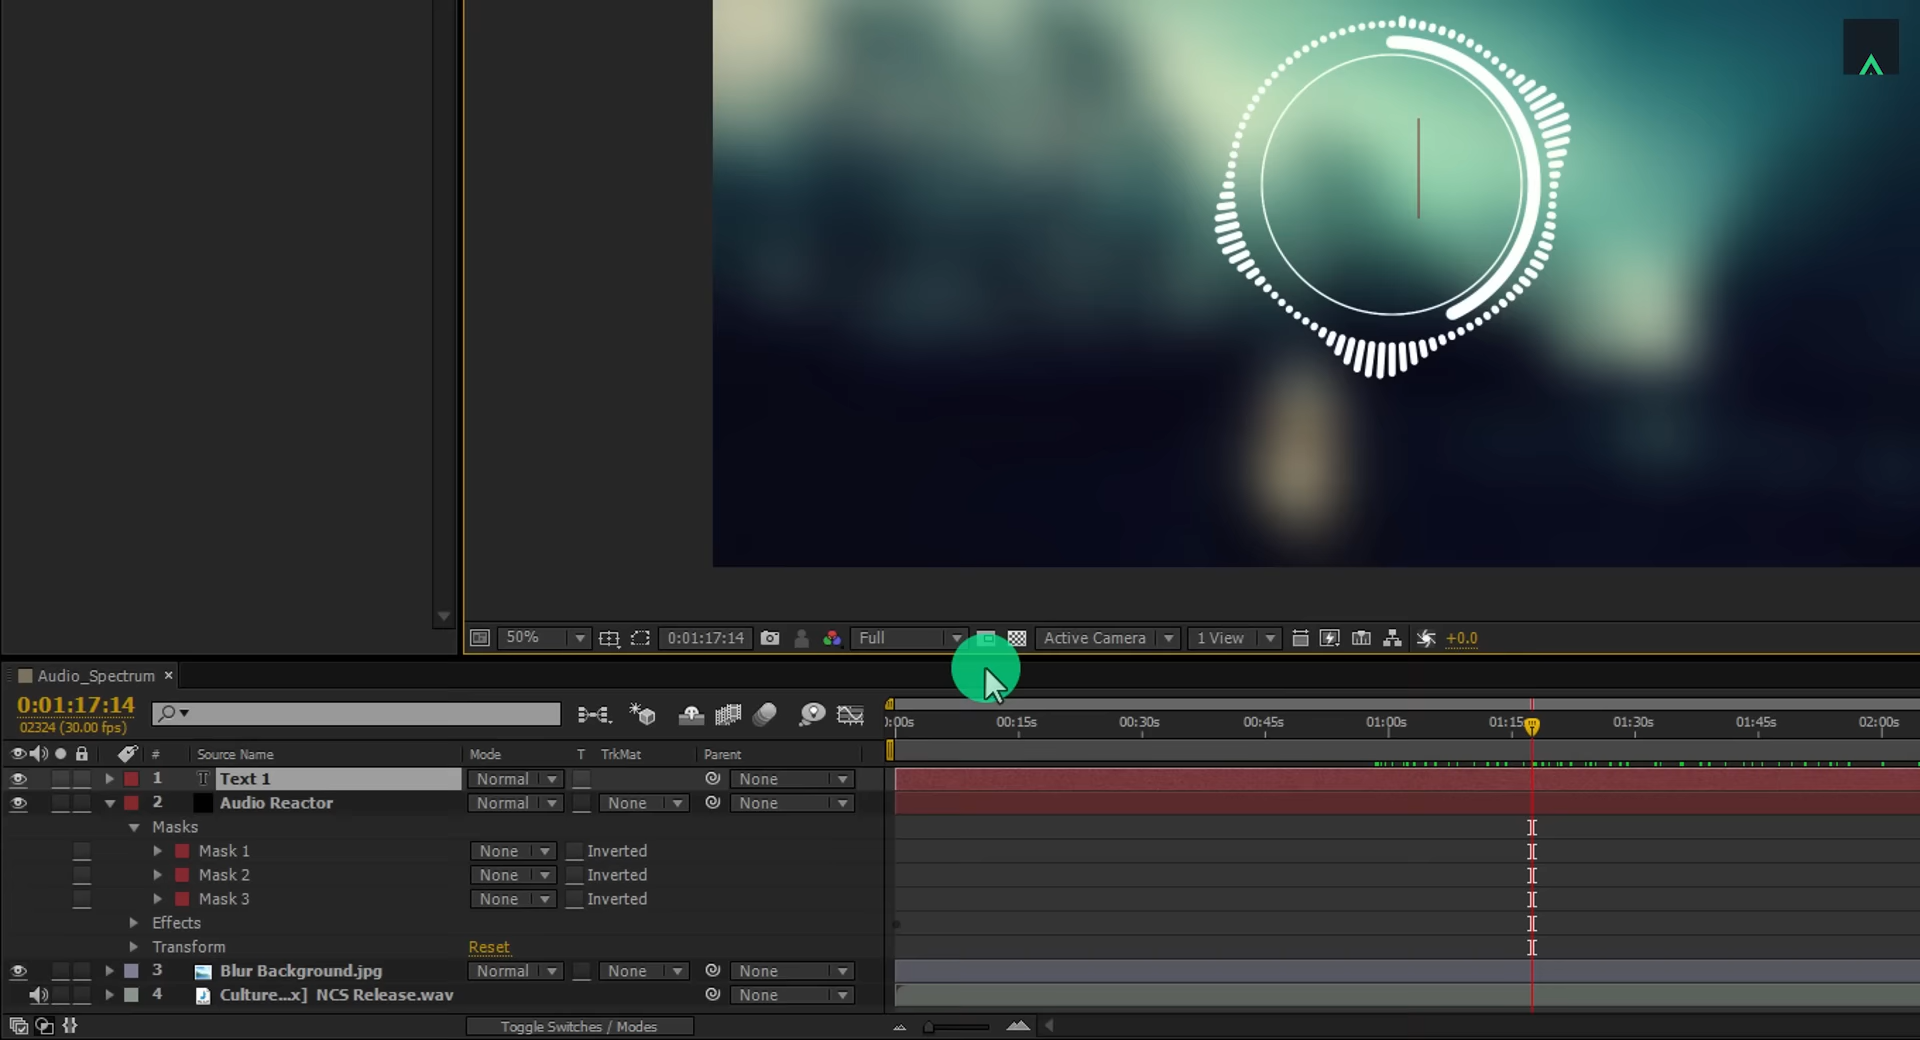 50%
0:01:17:14
Full
Active Camera
1 View
+0.0
Audio_Spectrum ×
0:01:17:14
02324 (30.00 fps)
):00s 00:15s 00:30s 00:45s 01:00s 01:15s 01:30s 01:45s 02:00s
# Source Name Mode T TrkMat Parent
1 T Text 1 Normal None
2 Audio Reactor Normal None None
Masks
Mask 1 None Inverted
Mask 2 None Inverted
Mask 3 None Inverted
Effects
Transform Reset
3 Blur Background.jpg Normal None None
4 Culture...x] NCS Release.wav None
Toggle Switches / Modes